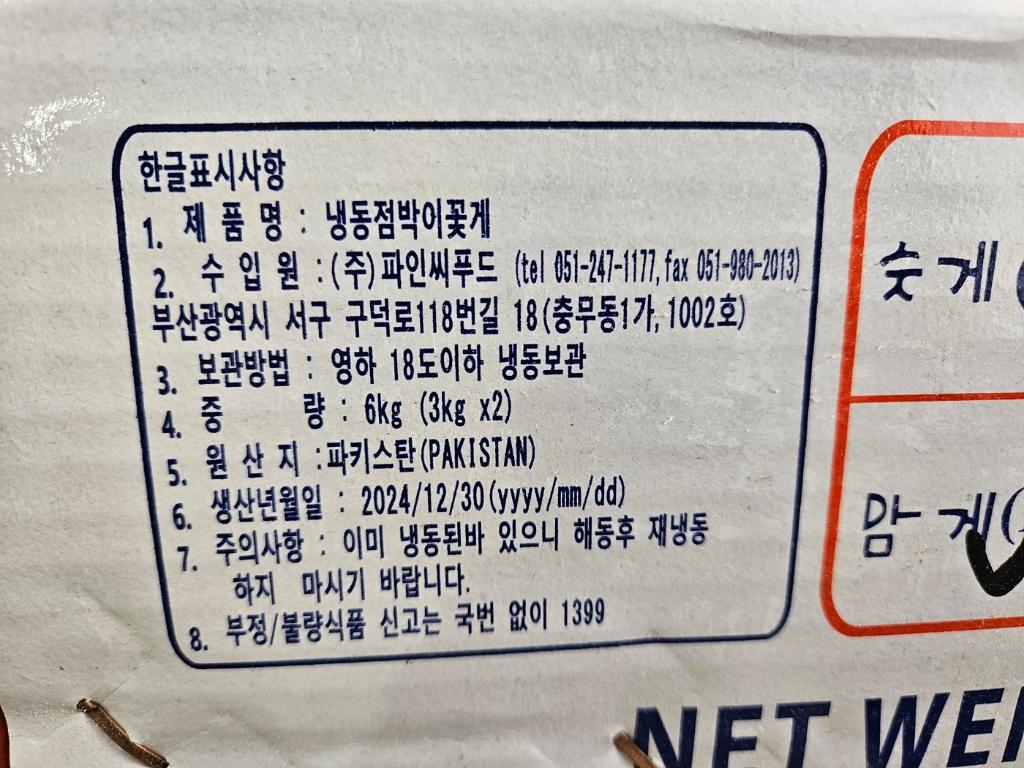 한글표시사항
1. 제 품 명 : 냉동점박이꽃게
2. 수 입 원 : (주)파인씨푸드 (tel 051-247-1177, fax 051-980-2013)
부산광역시 서구 구덕로118번길 18(충무동1가, 1002호)
3. 보관방법 : 영하 18도이하 냉동보관
4. 중 량 : 6kg (3kg x2)
5. 원 산 지 : 파키스탄(PAKISTAN)
6. 생산년월일 : 2024/12/30(yyyy/mm/dd)
7. 주의사항 : 이미 냉동된바 있으니 해동후 재냉동
하지 마시기 바랍니다.
8. 부정/불량식품 신고는 국번 없이 1399
숫게
암게
NET